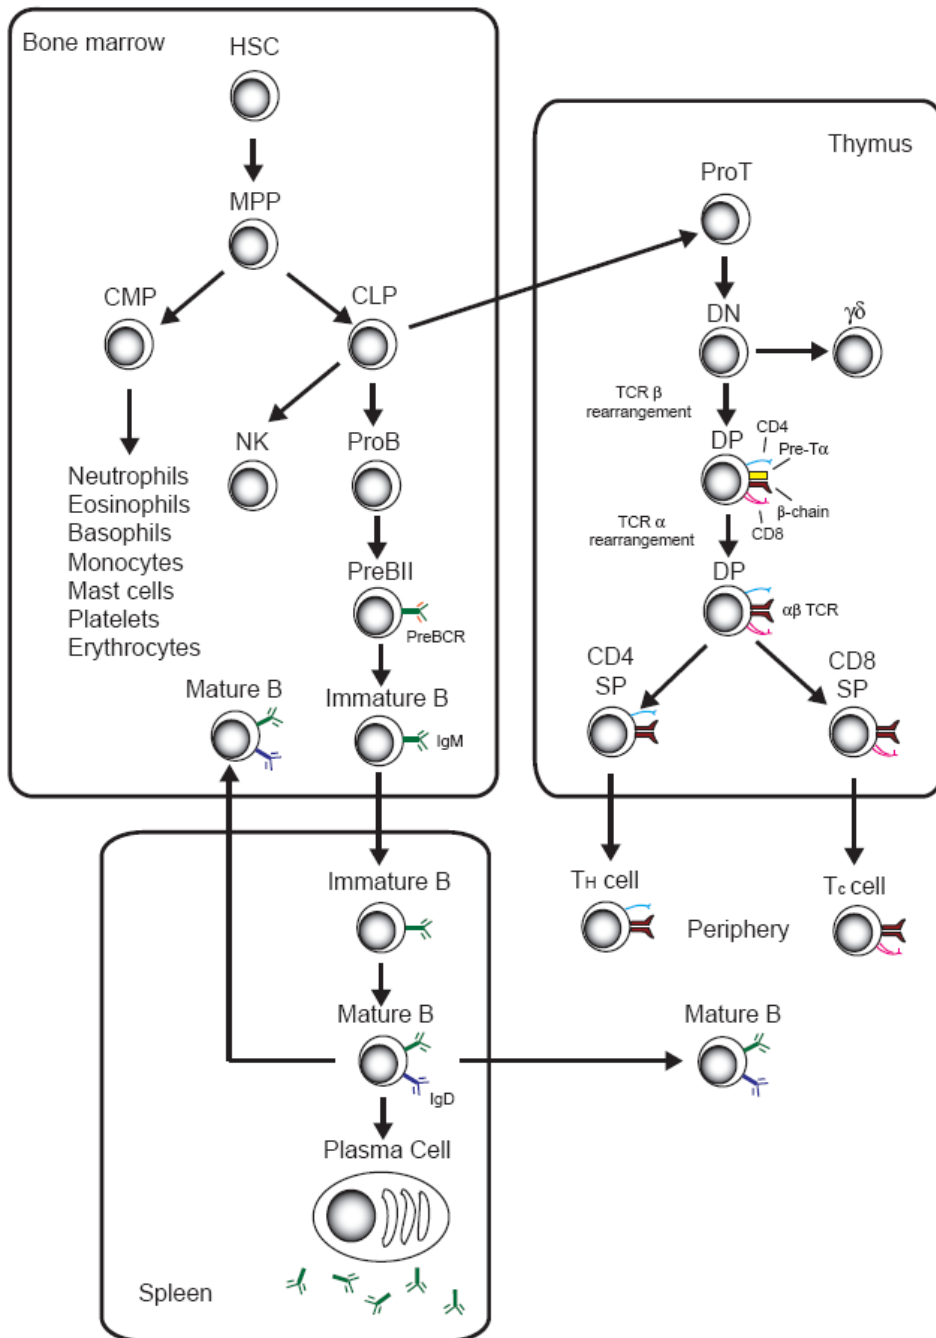 Bone marrow
HSC
MPP
CMP
CLP
NK
ProB
Neutrophils
Eosinophils
Basophils
Monocytes
Mast cells
Platelets
Erythrocytes
PreBII
PreBCR
Mature B
Immature B
IgM
Thymus
ProT
DN
γδ
TCR β
rearrangement
DP
CD4
Pre-Tα
β-chain
CD8
TCR α
rearrangement
DP
αβ TCR
CD4
SP
CD8
SP
TH cell
Periphery
Tc cell
Immature B
Mature B
IgD
Mature B
Plasma Cell
Spleen